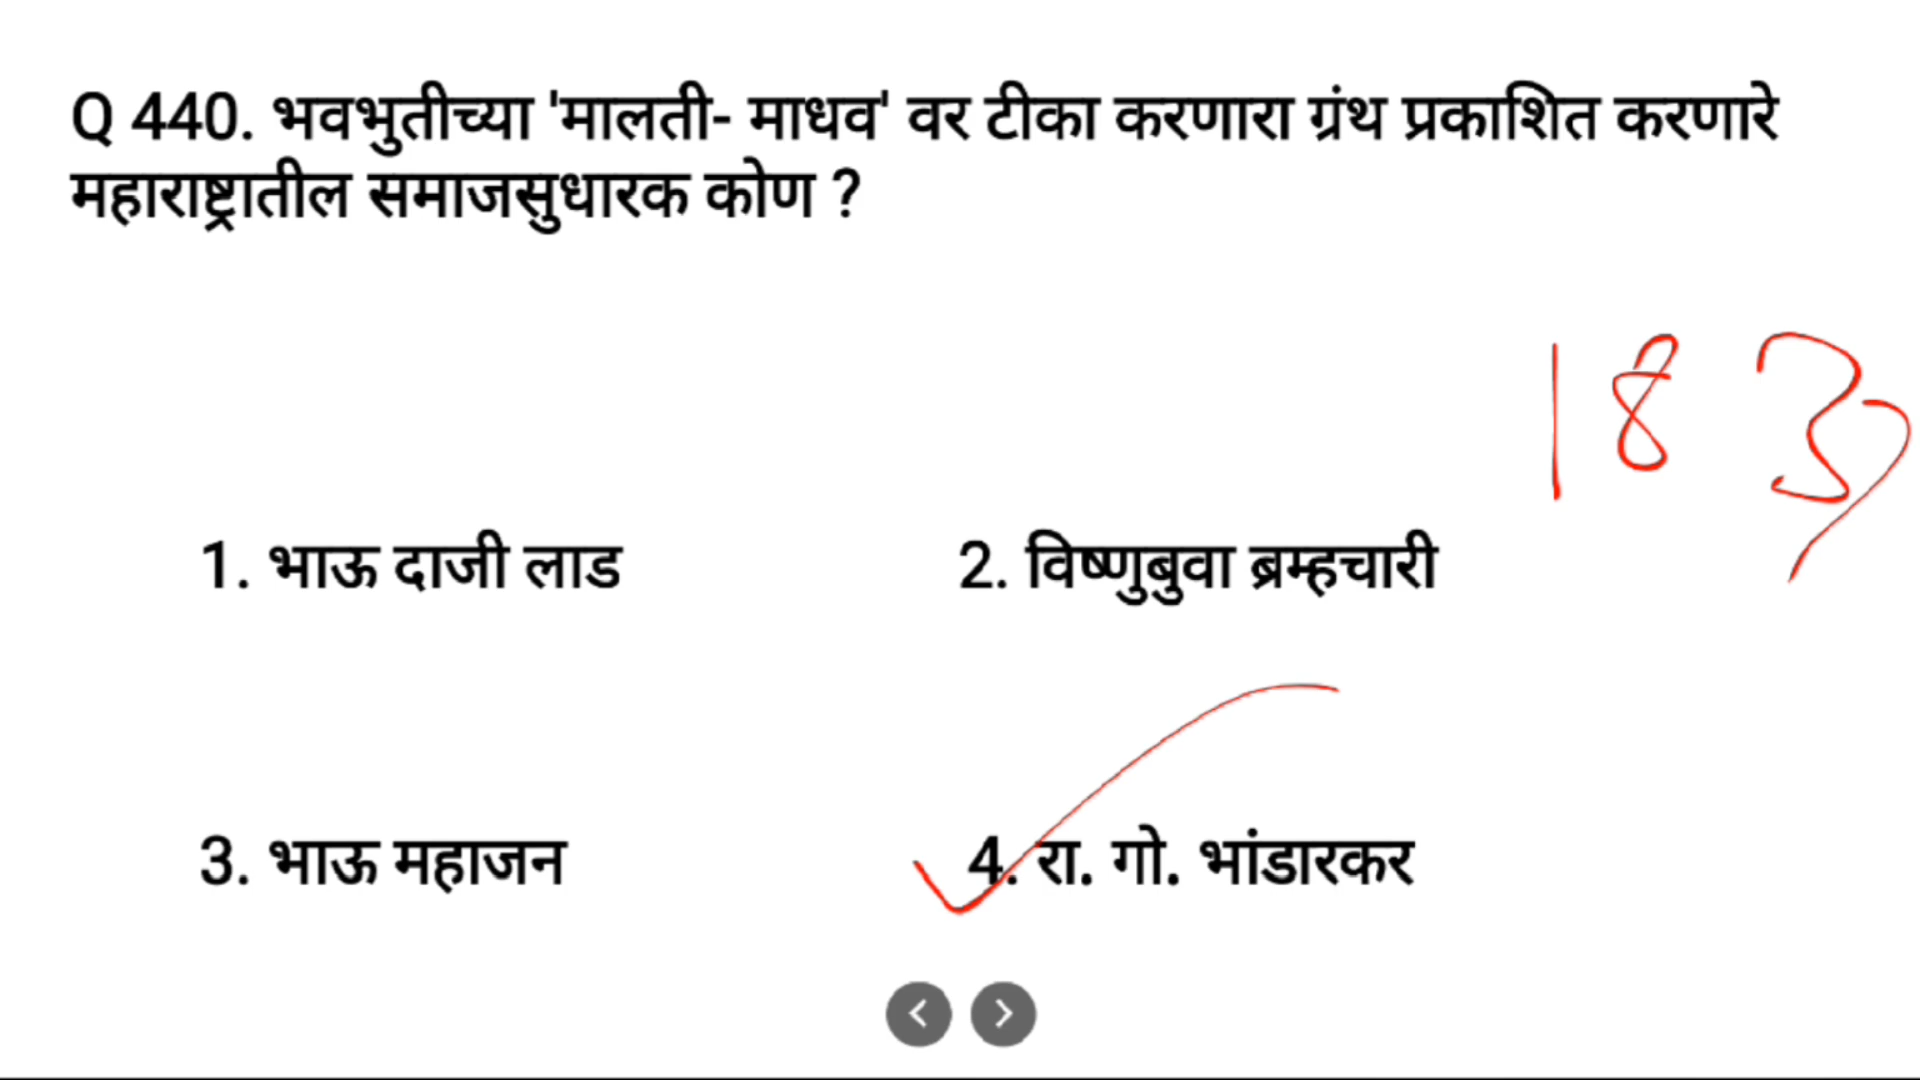 Q 440. भवभुतीच्या 'मालती- माधव' वर टीका करणारा ग्रंथ प्रकाशित करणारे
महाराष्ट्रातील समाजसुधारक कोण ?
183
1. भाऊ दाजी लाड
2. विष्णुबुवा ब्रम्हचारी
3. भाऊ महाजन
4. रा. गो. भांडारकर